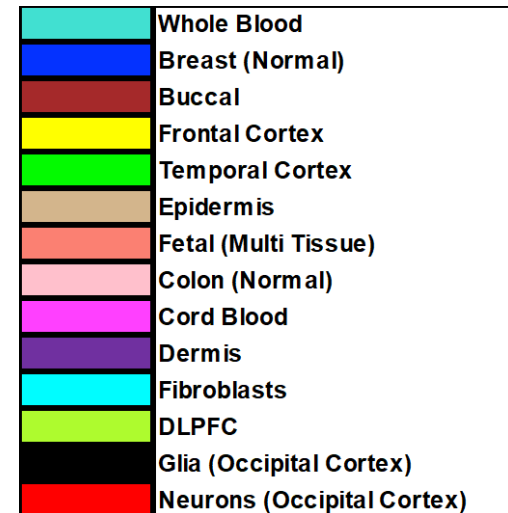 Whole Blood
Breast (Normal)
Buccal
Frontal Cortex
Temporal Cortex
Epidermis
Fetal (Multi Tissue)
Colon (Normal)
Cord Blood
Dermis
Fibroblasts
DLPFC
Glia (Occipital Cortex)
Neurons (Occipital Cortex)